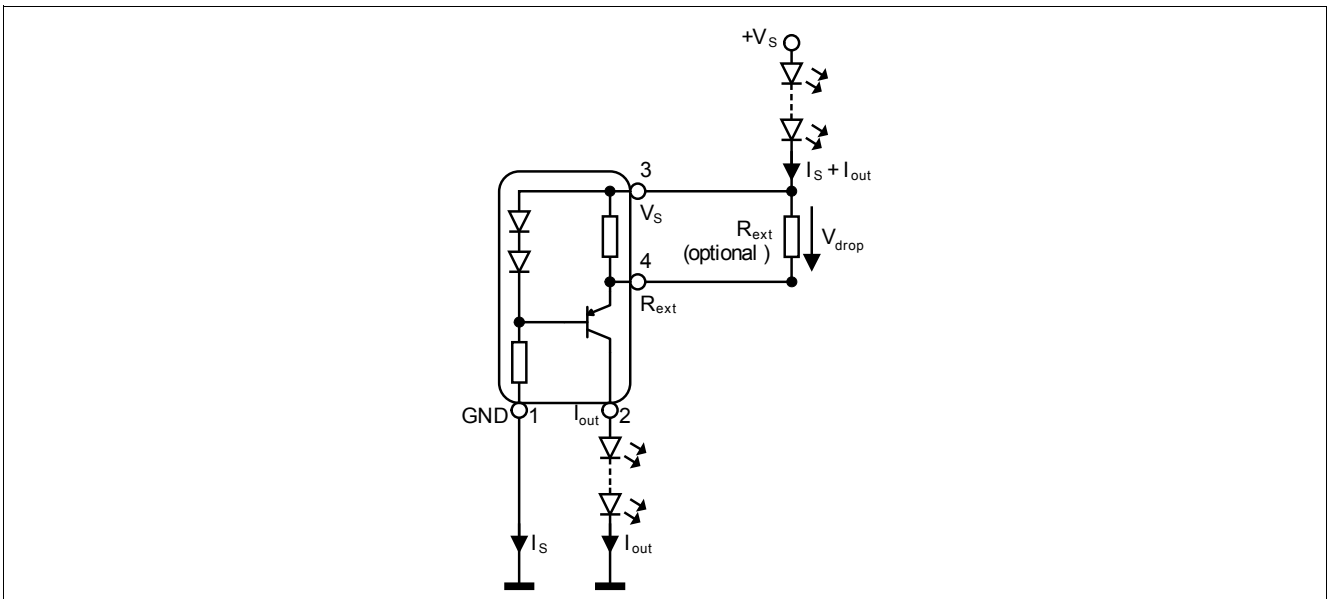 +VS
IS + Iout
3
VS
Rext
(optional )
Vdrop
4
Rext
GND
1
Iout
2
IS
Iout